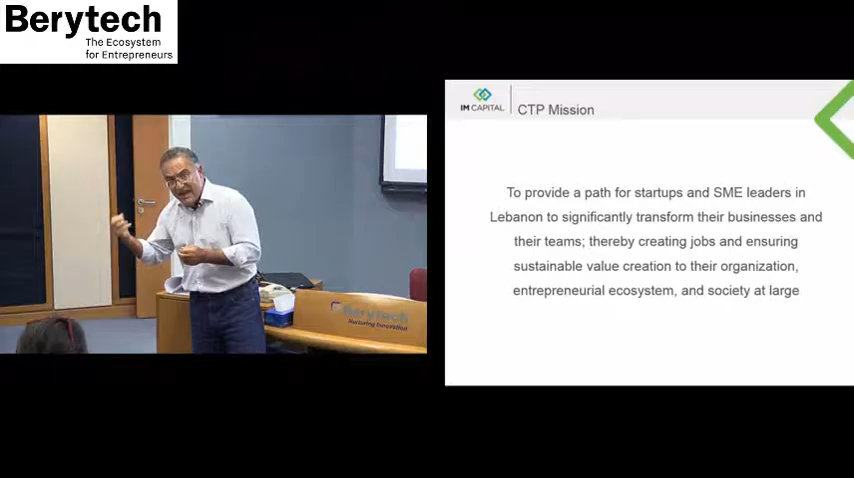 Berytech
The Ecosystem
for Entrepreneurs
IM CAPITAL
CTP Mission
To provide a path for startups and SME leaders in
Lebanon to significantly transform their businesses and
their teams; thereby creating jobs and ensuring
sustainable value creation to their organization,
entrepreneurial ecosystem, and society at large
Berytech
Nurturing Innovation